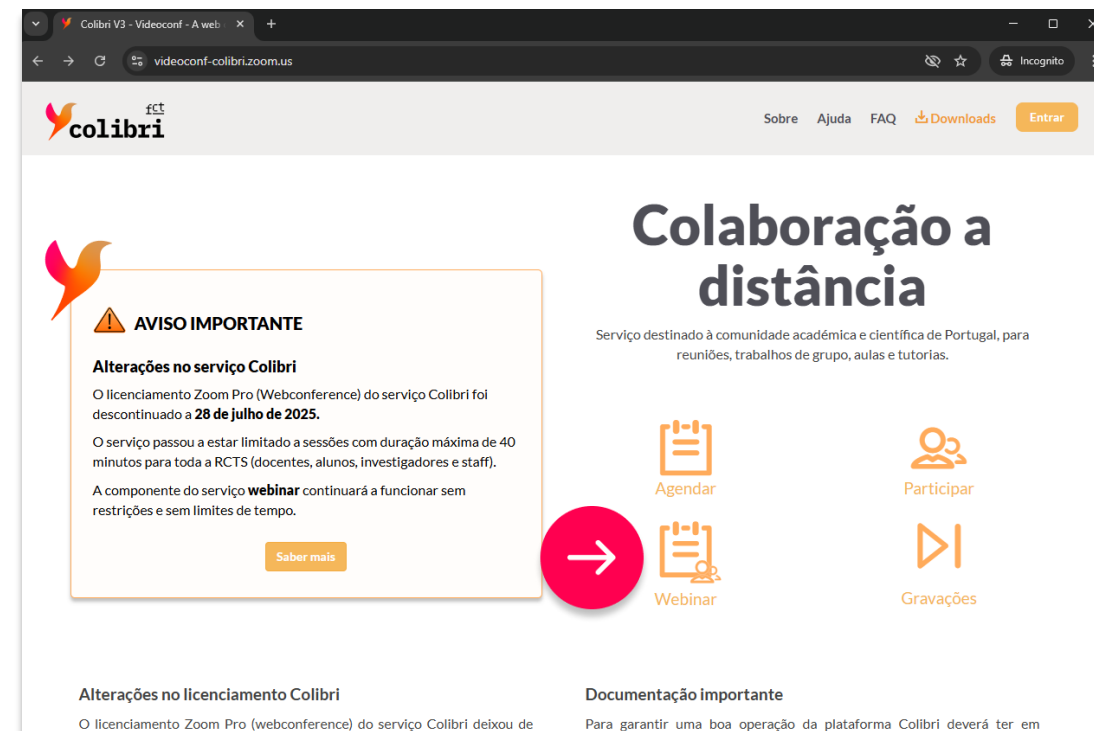 Colibri V3 - Videoconf - A web
videoconf-colibri.zoom.us
Incognito
fct
colibri
Sobre Ajuda FAQ Downloads Entrar
Colaboração a
distância
Serviço destinado à comunidade académica e científica de Portugal, para
reuniões, trabalhos de grupo, aulas e tutorias.
AVISO IMPORTANTE
Alterações no serviço Colibri
O licenciamento Zoom Pro (Webconference) do serviço Colibri foi
descontinuado a 28 de julho de 2025.
O serviço passou a estar limitado a sessões com duração máxima de 40
minutos para toda a RCTS (docentes, alunos, investigadores e staff).
A componente do serviço webinar continuará a funcionar sem
restrições e sem limites de tempo.
Saber mais
Agendar
Participar
Webinar
Gravações
Alterações no licenciamento Colibri
O licenciamento Zoom Pro (webconference) do serviço Colibri deixou de
Documentação importante
Para garantir uma boa operação da plataforma Colibri deverá ter em